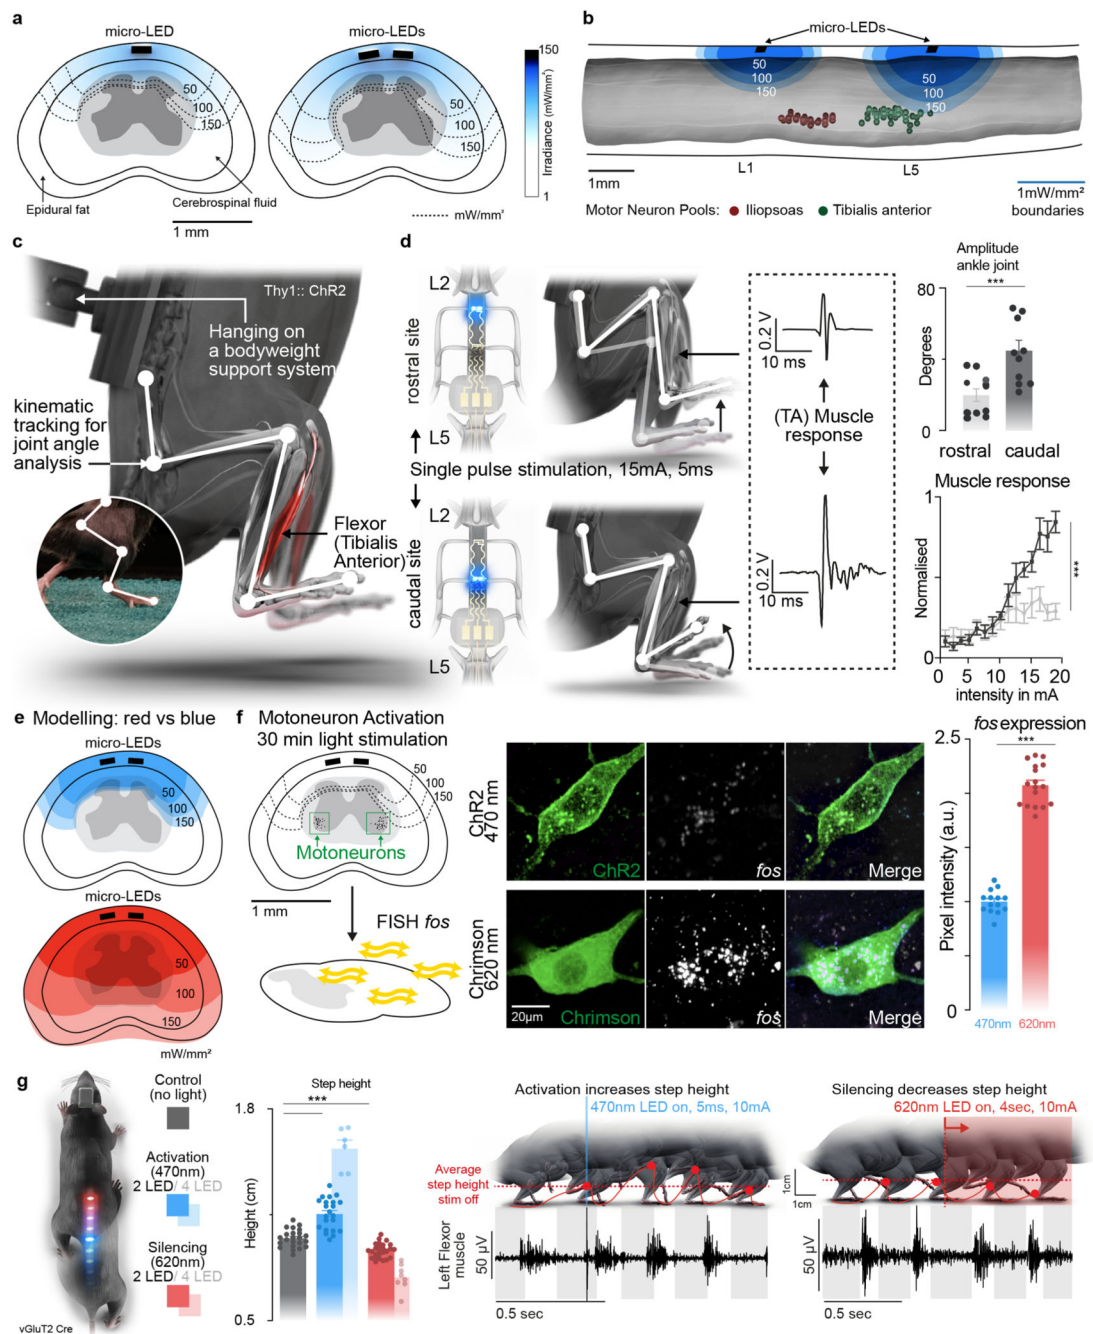 a
micro-LED
micro-LEDs
50
100
150
50
100
150
150
Irradiance (mW/mm²)
1
Epidural fat
Cerebrospinal fluid
1 mm
mW/mm²
b
micro-LEDs
50
100
150
50
100
150
L1
L5
1mm
1mW/mm²
boundaries
Motor Neuron Pools:
Iliopsoas
Tibialis anterior
c
Thy1:: ChR2
Hanging on
a bodyweight
support system
kinematic
tracking for
joint angle
analysis
Flexor
(Tibialis
Anterior)
d
L2
rostral site
L5
Single pulse stimulation, 15mA, 5ms
L2
caudal site
L5
0.2 V
10 ms
(TA) Muscle
response
0.2 V
10 ms
Amplitude
ankle joint
***
80
Degrees
0
rostral
caudal
Muscle response
1
Normalised
0
***
0
5
10
15
20
intensity in mA
e
Modelling: red vs blue
micro-LEDs
50
100
150
micro-LEDs
50
100
150
mW/mm²
f
Motoneuron Activation
30 min light stimulation
50
100
150
Motoneurons
1 mm
FISH fos
ChR2
470 nm
ChR2
fos
Merge
Chrimson
620 nm
20µm
Chrimson
fos
Merge
fos expression
***
2.5
Pixel intensity (a.u.)
0
470nm
620nm
g
vGluT2 Cre
Control
(no light)
Activation
(470nm)
2 LED/ 4 LED
Silencing
(620nm)
2 LED/ 4 LED
Step height
***
1.8
Height (cm)
0.5
Activation increases step height
470nm LED on, 5ms, 10mA
Average
step height
stim off
Left Flexor
muscle
50 µV
0.5 sec
Silencing decreases step height
620nm LED on, 4sec, 10mA
1cm
1cm
50 µV
0.5 sec